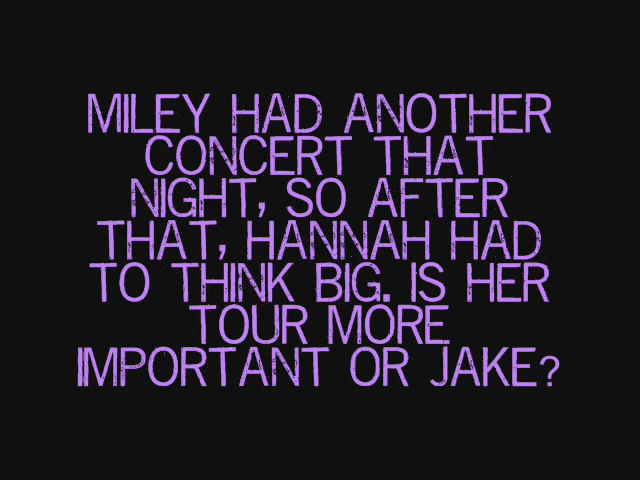 MILEY HAD ANOTHER
CONCERT THAT
NIGHT, SO AFTER
THAT, HANNAH HAD
TO THINK BIG. IS HER
TOUR MORE
IMPORTANT OR JAKE?